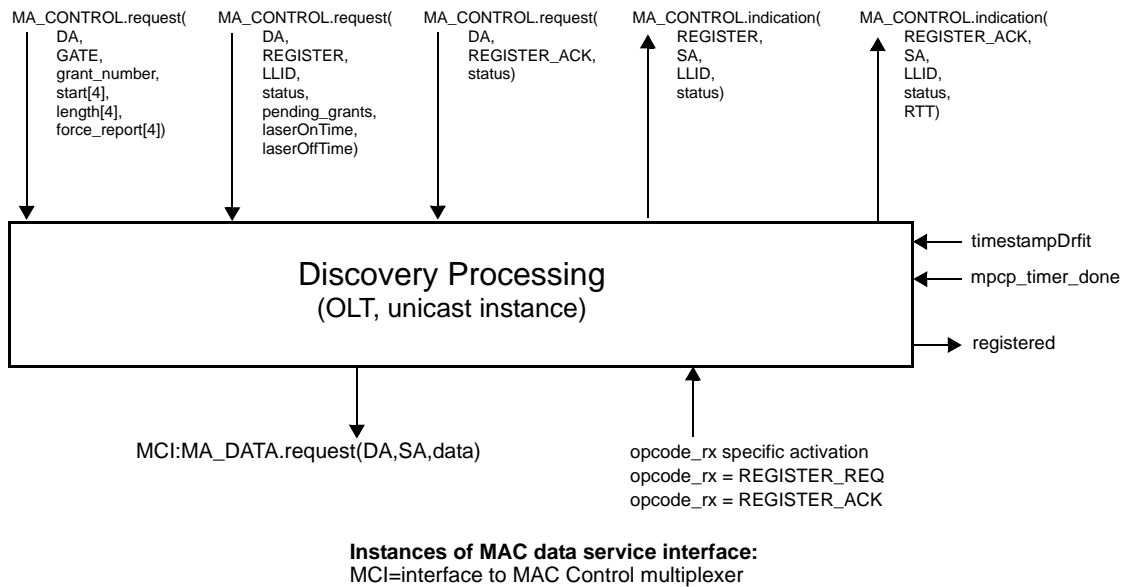 MA_CONTROL.request(
DA,
GATE,
grant_number,
start[4],
length[4],
force_report[4])
MA_CONTROL.request(
DA,
REGISTER,
LLID,
status,
pending_grants,
laserOnTime,
laserOffTime)
MA_CONTROL.request(
DA,
REGISTER_ACK,
status)
MA_CONTROL.indication(
REGISTER,
SA,
LLID,
status)
MA_CONTROL.indication(
REGISTER_ACK,
SA,
LLID,
status,
RTT)
Discovery Processing
(OLT, unicast instance)
timestampDrfit
mpcp_timer_done
registered
MCI:MA_DATA.request(DA,SA,data)
opcode_rx specific activation
opcode_rx = REGISTER_REQ
opcode_rx = REGISTER_ACK
Instances of MAC data service interface:
MCI=interface to MAC Control multiplexer